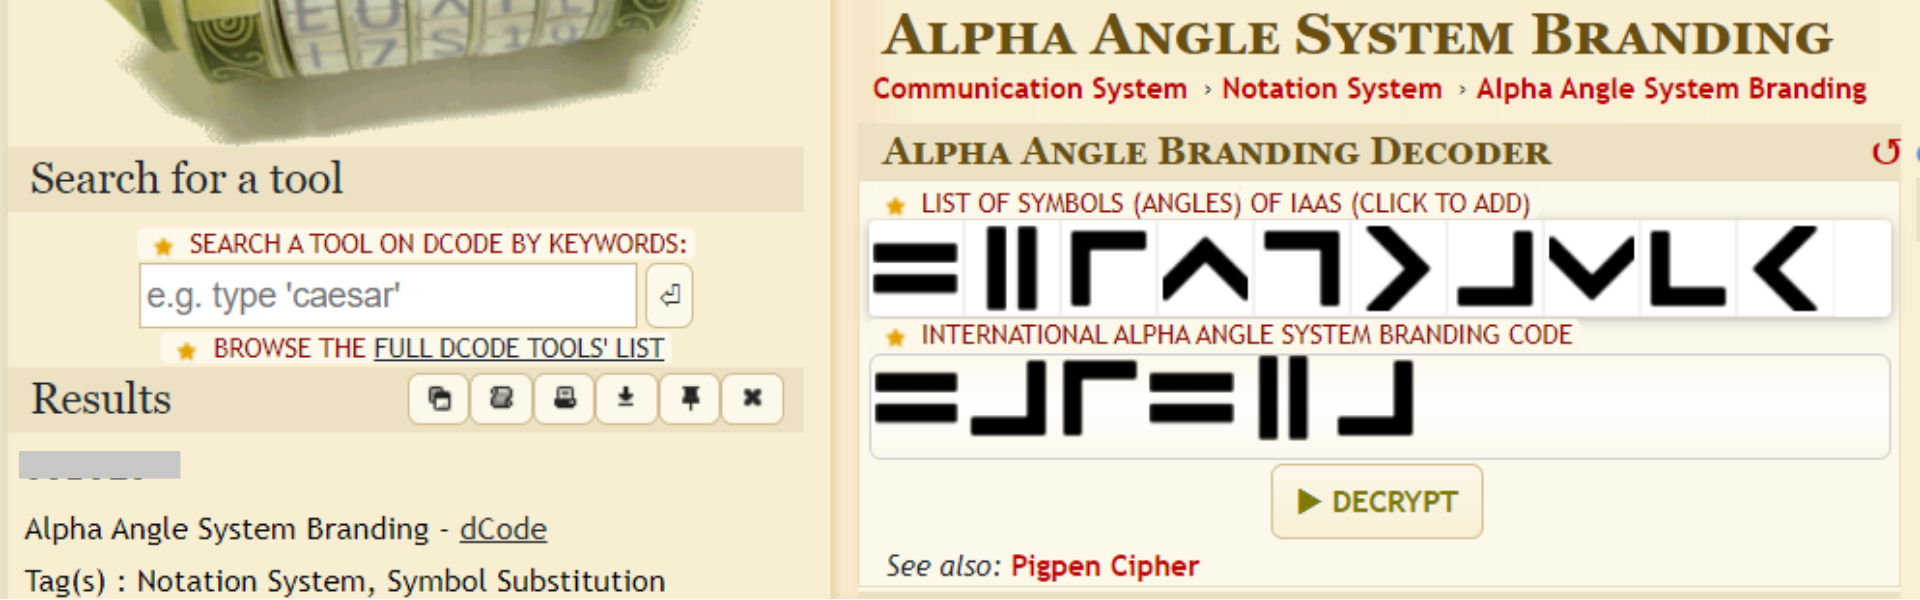 ALPHA ANGLE SYSTEM BRANDING
Communication System › Notation System › Alpha Angle System Branding
ALPHA ANGLE BRANDING DECODER
★ LIST OF SYMBOLS (ANGLES) OF IAAS (CLICK TO ADD)
★ INTERNATIONAL ALPHA ANGLE SYSTEM BRANDING CODE
▶ DECRYPT
See also: Pigpen Cipher
Search for a tool
★ SEARCH A TOOL ON DCODE BY KEYWORDS:
e.g. type 'caesar'
★ BROWSE THE FULL DCODE TOOLS' LIST
Results
Alpha Angle System Branding - dCode
Tag(s) : Notation System, Symbol Substitution